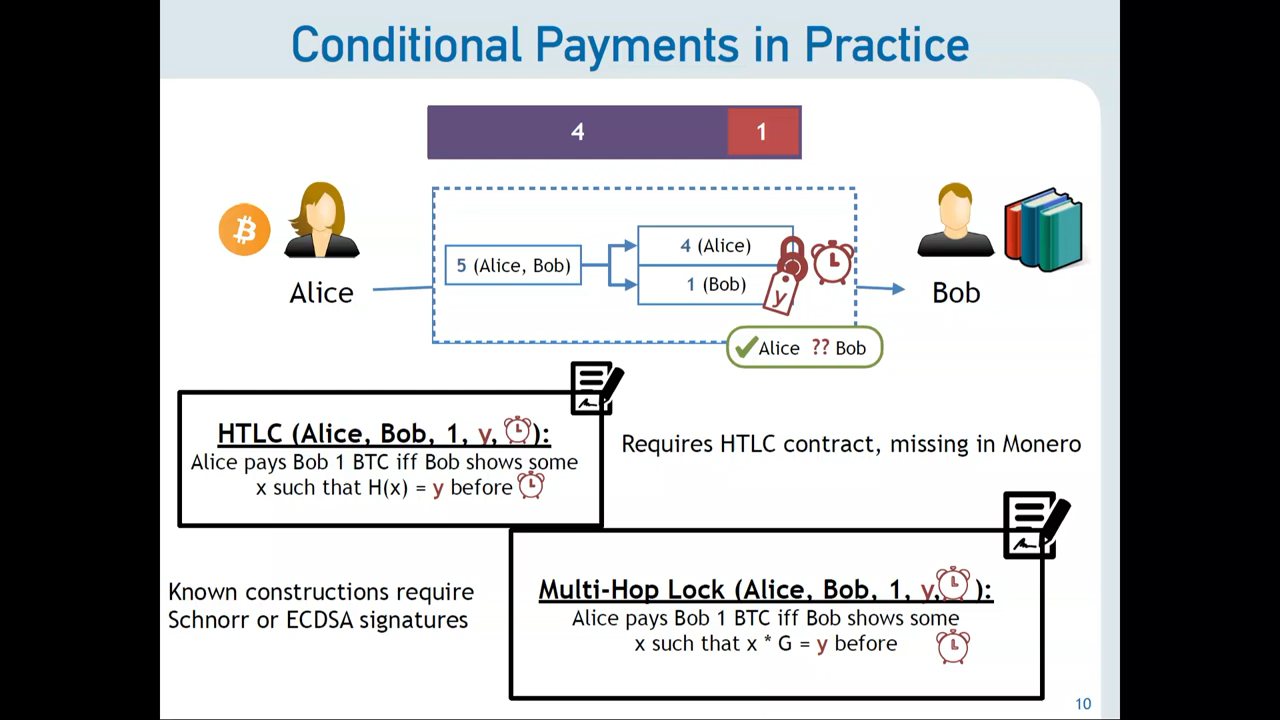 Conditional Payments in Practice
4 1
4 (Alice)
5 (Alice, Bob)
1 (Bob)
y
Alice
Bob
Alice ?? Bob
HTLC (Alice, Bob, 1, y, ):
Alice pays Bob 1 BTC iff Bob shows some
x such that H(x) = y before
Requires HTLC contract, missing in Monero
Known constructions require
Schnorr or ECDSA signatures
Multi-Hop Lock (Alice, Bob, 1, y, ):
Alice pays Bob 1 BTC iff Bob shows some
x such that x * G = y before
10